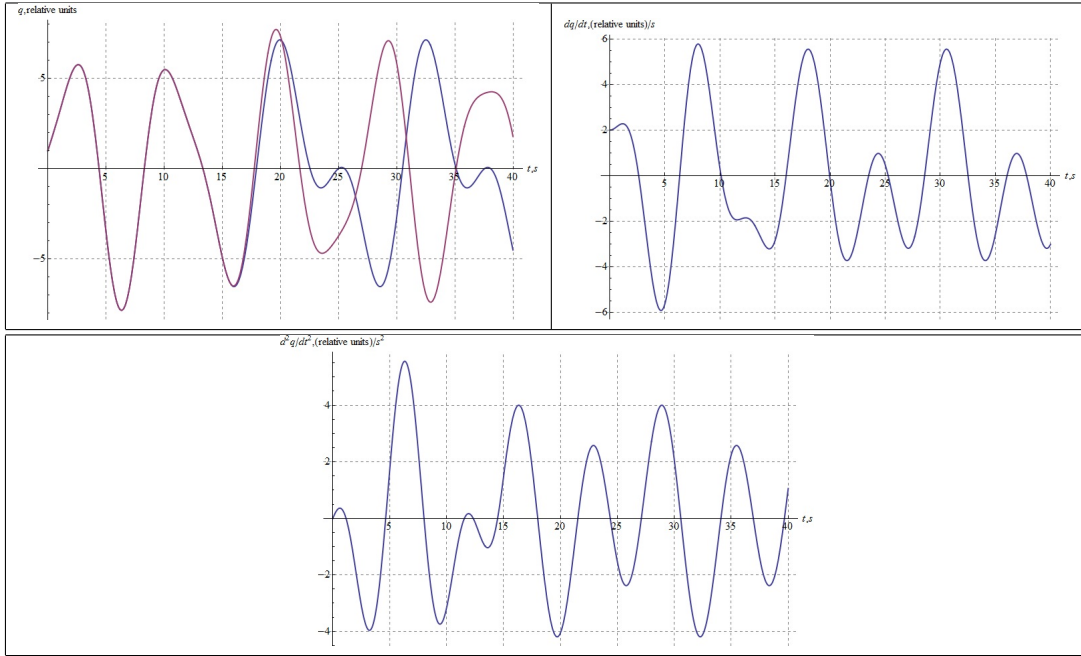 q,relative units
5
5 10 15 20 25 30 35 40
t,s
−5
dq/dt,(relative units)/s
6
4
2
5 10 15 20 25 30 35 40
t,s
−2
−4
−6
d²q/dt²,(relative units)/s²
4
2
5 10 15 20 25 30 35 40
t,s
−2
−4